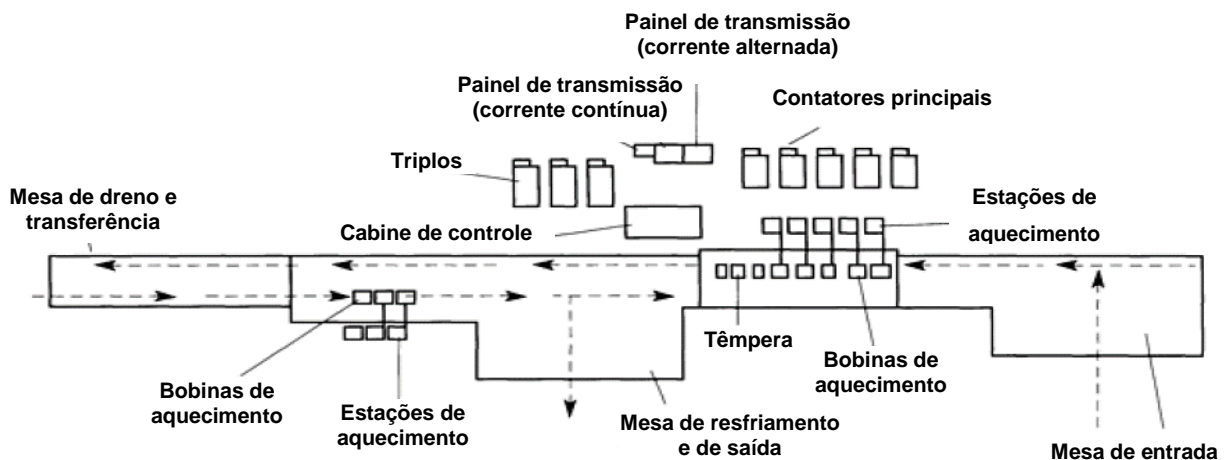 Painel de transmissão
(corrente alternada)
Painel de transmissão
(corrente contínua)
Contatores principais
Triplos
Mesa de dreno e
transferência
Cabine de controle
Estações de
aquecimento
Têmpera
Bobinas de
aquecimento
Bobinas de
aquecimento
Estações de
aquecimento
Mesa de resfriamento
e de saída
Mesa de entrada